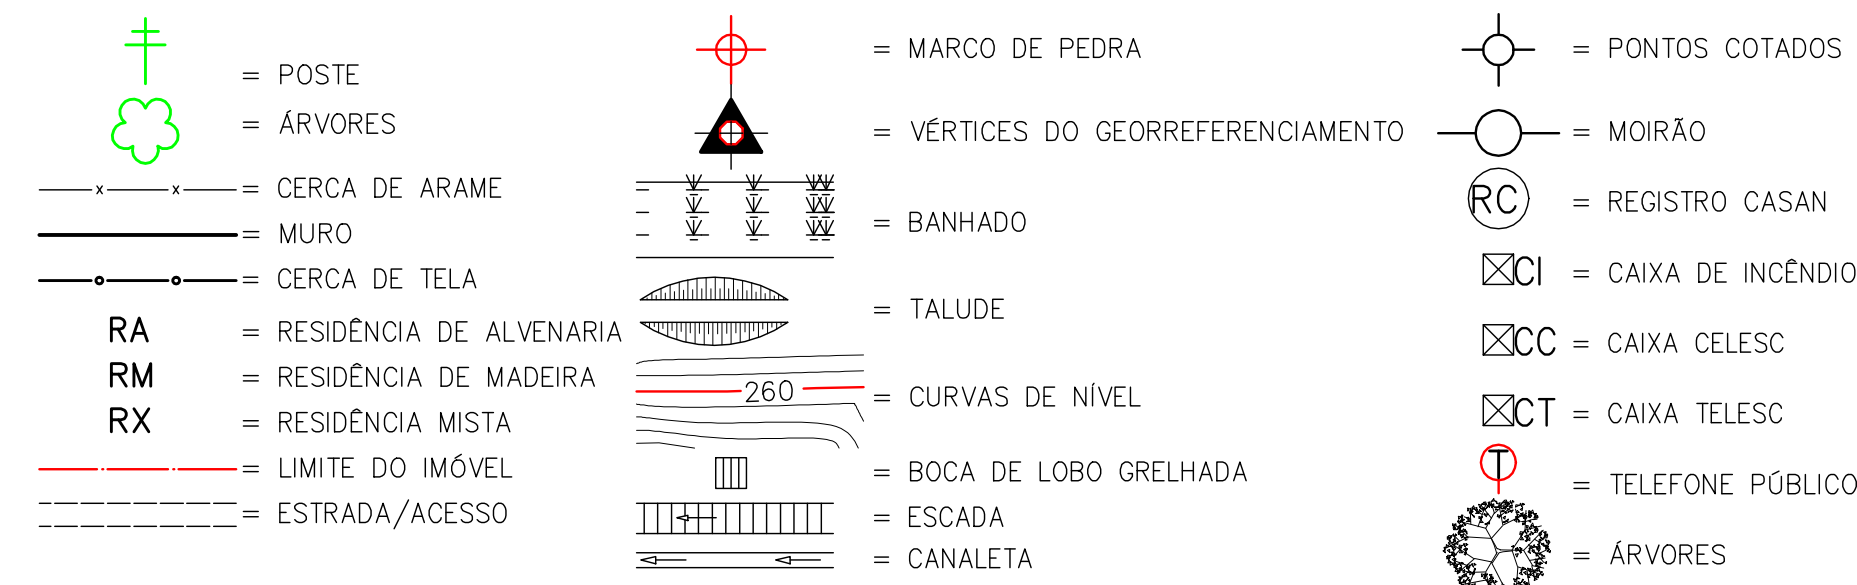 = POSTE
= ÁRVORES
x x = CERCA DE ARAME
= MURO
= CERCA DE TELA
RA = RESIDÊNCIA DE ALVENARIA
RM = RESIDÊNCIA DE MADEIRA
RX = RESIDÊNCIA MISTA
= LIMITE DO IMÓVEL
= ESTRADA/ACESSO
= MARCO DE PEDRA
= VÉRTICES DO GEORREFERENCIAMENTO
= BANHADO
= TALUDE
260 = CURVAS DE NÍVEL
= BOCA DE LOBO GRELHADA
= ESCADA
= CANALETA
= PONTOS COTADOS
= MOIRÃO
RC = REGISTRO CASAN
CI = CAIXA DE INCÊNDIO
CC = CAIXA CELESC
CT = CAIXA TELESC
T = TELEFONE PÚBLICO
= ÁRVORES